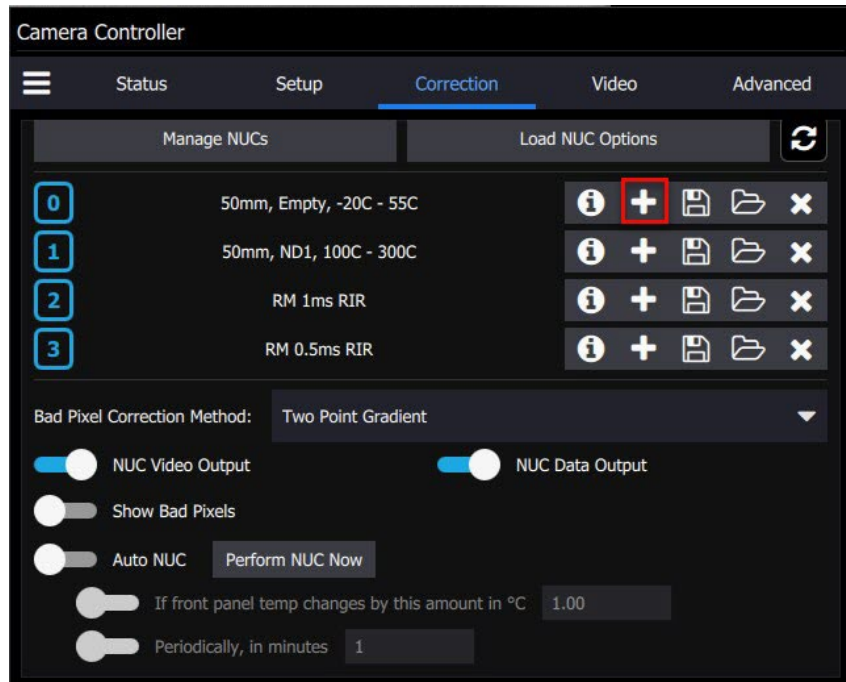 Camera Controller
Status Setup Correction Video Advanced
Manage NUCs Load NUC Options
0 50mm, Empty, -20C - 55C
1 50mm, ND1, 100C - 300C
2 RM 1ms RIR
3 RM 0.5ms RIR
Bad Pixel Correction Method: Two Point Gradient
NUC Video Output NUC Data Output
Show Bad Pixels
Auto NUC Perform NUC Now
If front panel temp changes by this amount in °C 1.00
Periodically, in minutes 1